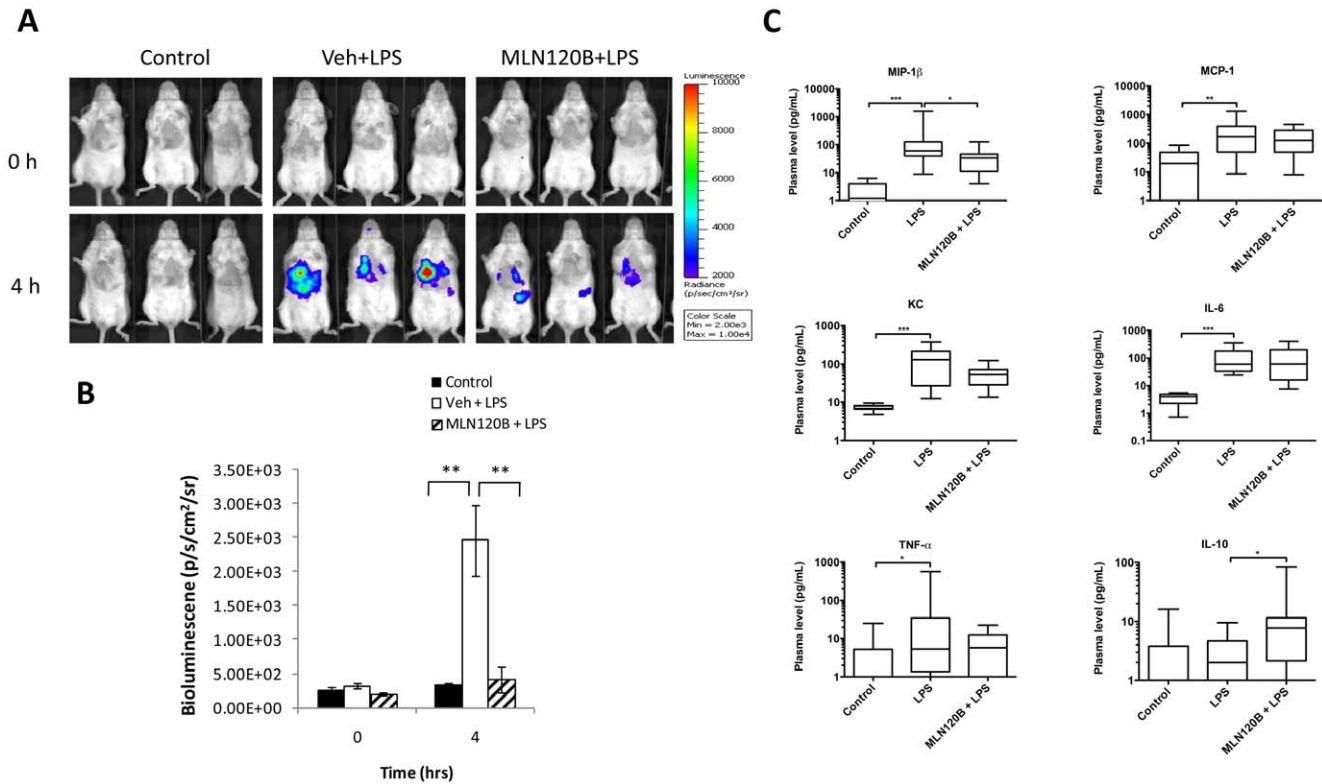 A
Control
Veh+LPS
MLN120B+LPS
0 h
4 h
Luminescence
10000
8000
6000
4000
2000
Radiance
(p/sec/cm²/sr)
Color Scale
Min = 2.00e3
Max = 1.00e4
B
Control
Veh + LPS
MLN120B + LPS
** **
3.50E+03
3.00E+03
2.50E+03
2.00E+03
1.50E+03
1.00E+03
5.00E+02
0.00E+00
Bioluminescene (p/s/cm²/sr)
0 4
Time (hrs)
C
MIP-1β
*** *
10000
1000
100
10
1
Plasma level (pg/mL)
Control
LPS
MLN120B + LPS
MCP-1
**
10000
1000
100
10
1
Plasma level (pg/mL)
Control
LPS
MLN120B + LPS
KC
***
1000
100
10
1
Plasma level (pg/mL)
Control
LPS
MLN120B + LPS
IL-6
***
1000
100
10
1
0.1
Plasma level (pg/mL)
Control
LPS
MLN120B + LPS
TNF-α
*
1000
100
10
1
Plasma level (pg/mL)
Control
LPS
MLN120B + LPS
IL-10
*
100
10
1
Plasma level (pg/mL)
Control
LPS
MLN120B + LPS